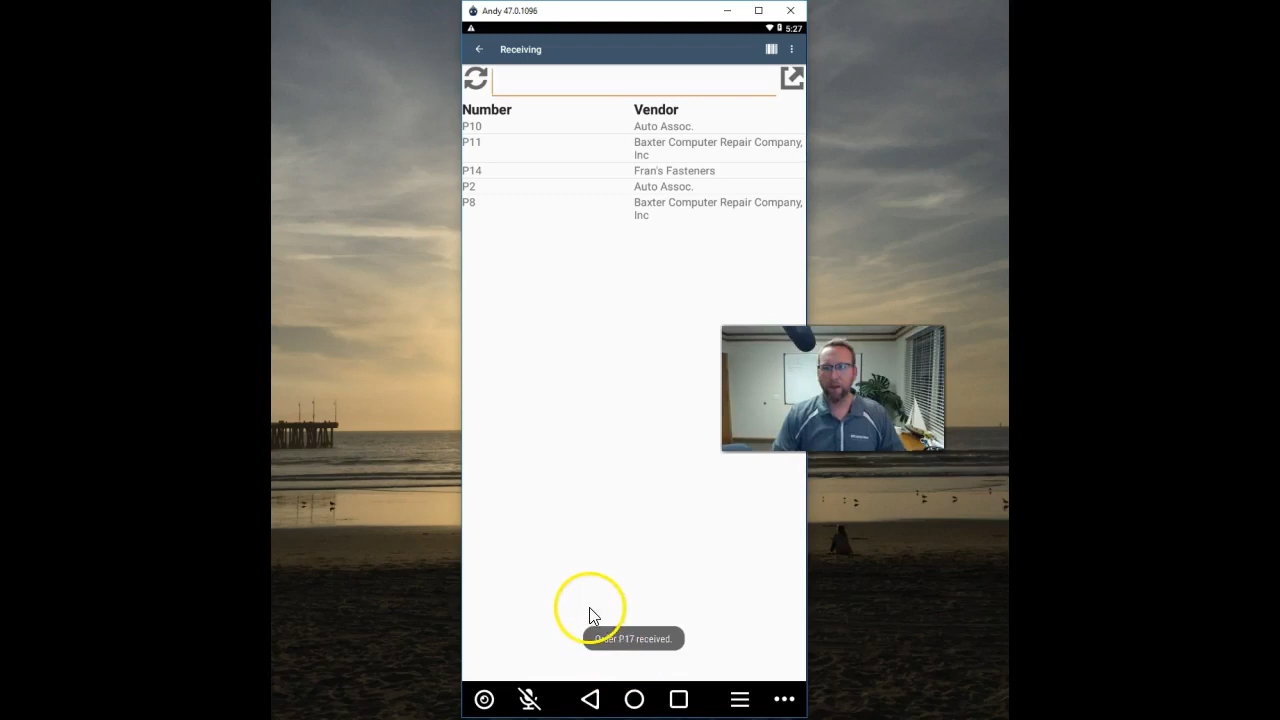 Andy 47.0.1096
5:27
Receiving
Number Vendor
P10 Auto Assoc.
P11 Baxter Computer Repair Company, Inc
P14 Fran's Fasteners
P2 Auto Assoc.
P8 Baxter Computer Repair Company, Inc
Order P17 received.